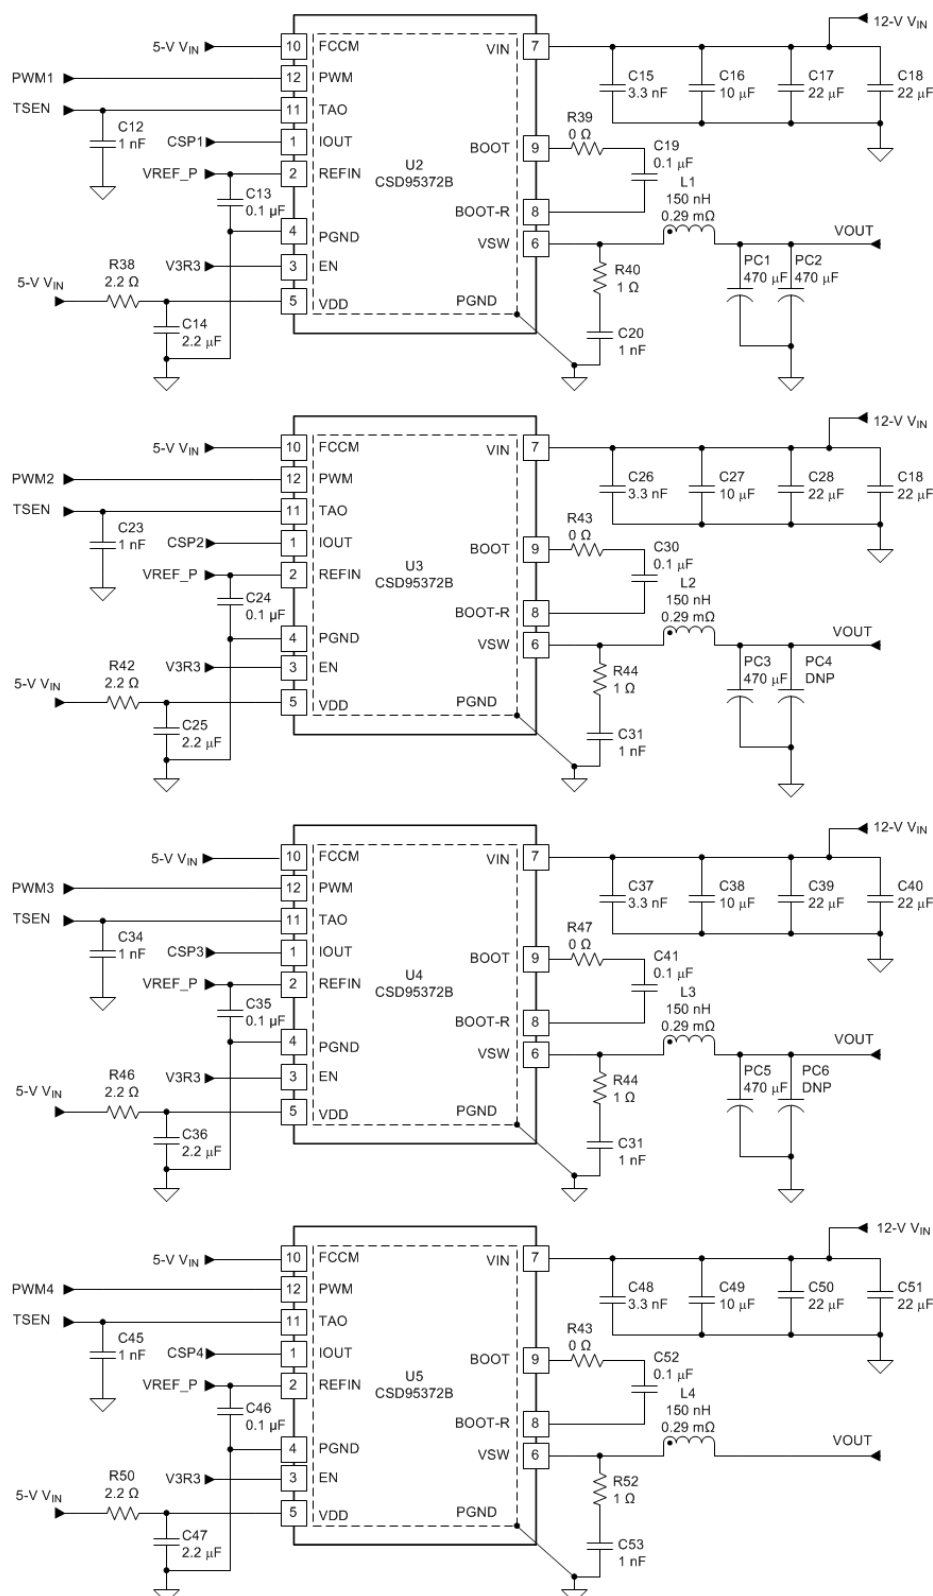 12-V VIN
5-V VIN
10
FCCM
VIN
7
PWM1
12
PWM
C15
3.3 nF
C16
10 µF
C17
22 µF
C18
22 µF
TSEN
11
TAO
C12
1 nF
R39
0 Ω
CSP1
1
IOUT
BOOT
9
C19
0.1 µF
U2
CSD95372B
VREF_P
2
REFIN
L1
150 nH
0.29 mΩ
C13
0.1 µF
BOOT-R
8
4
PGND
VSW
6
VOUT
V3R3
3
EN
R40
1 Ω
PC1
470 µF
PC2
470 µF
R38
2.2 Ω
5-V VIN
5
VDD
PGND
C14
2.2 µF
C20
1 nF
12-V VIN
5-V VIN
10
FCCM
VIN
7
PWM2
12
PWM
C26
3.3 nF
C27
10 µF
C28
22 µF
C18
22 µF
TSEN
11
TAO
C23
1 nF
R43
0 Ω
CSP2
1
IOUT
BOOT
9
C30
0.1 µF
U3
CSD95372B
VREF_P
2
REFIN
L2
150 nH
0.29 mΩ
C24
0.1 µF
BOOT-R
8
4
PGND
VSW
6
VOUT
V3R3
3
EN
R44
1 Ω
PC3
470 µF
PC4
DNP
R42
2.2 Ω
5-V VIN
5
VDD
PGND
C25
2.2 µF
C31
1 nF
12-V VIN
5-V VIN
10
FCCM
VIN
7
PWM3
12
PWM
C37
3.3 nF
C38
10 µF
C39
22 µF
C40
22 µF
TSEN
11
TAO
C34
1 nF
R47
0 Ω
CSP3
1
IOUT
BOOT
9
C41
0.1 µF
U4
CSD95372B
VREF_P
2
REFIN
L3
150 nH
0.29 mΩ
C35
0.1 µF
BOOT-R
8
4
PGND
VSW
6
VOUT
V3R3
3
EN
R44
1 Ω
PC5
470 µF
PC6
DNP
R46
2.2 Ω
5-V VIN
5
VDD
PGND
C36
2.2 µF
C31
1 nF
12-V VIN
5-V VIN
10
FCCM
VIN
7
PWM4
12
PWM
C48
3.3 nF
C49
10 µF
C50
22 µF
C51
22 µF
TSEN
11
TAO
C45
1 nF
R43
0 Ω
CSP4
1
IOUT
BOOT
9
C52
0.1 µF
U5
CSD95372B
VREF_P
2
REFIN
L4
150 nH
0.29 mΩ
C46
0.1 µF
BOOT-R
8
4
PGND
VSW
6
VOUT
V3R3
3
EN
R52
1 Ω
R50
2.2 Ω
5-V VIN
5
VDD
PGND
C47
2.2 µF
C53
1 nF